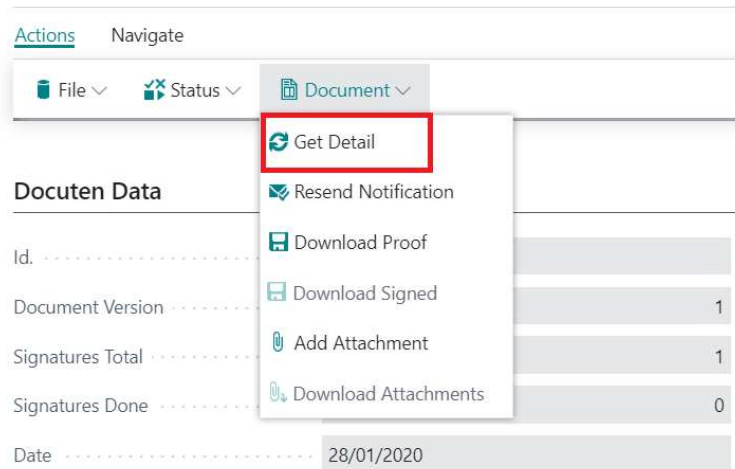 Actions Navigate
File Status Document
Get Detail
Docuten Data
Resend Notification
Download Proof
Id.
Download Signed
Document Version 1
Add Attachment
Signatures Total 1
Download Attachments
Signatures Done 0
Date 28/01/2020